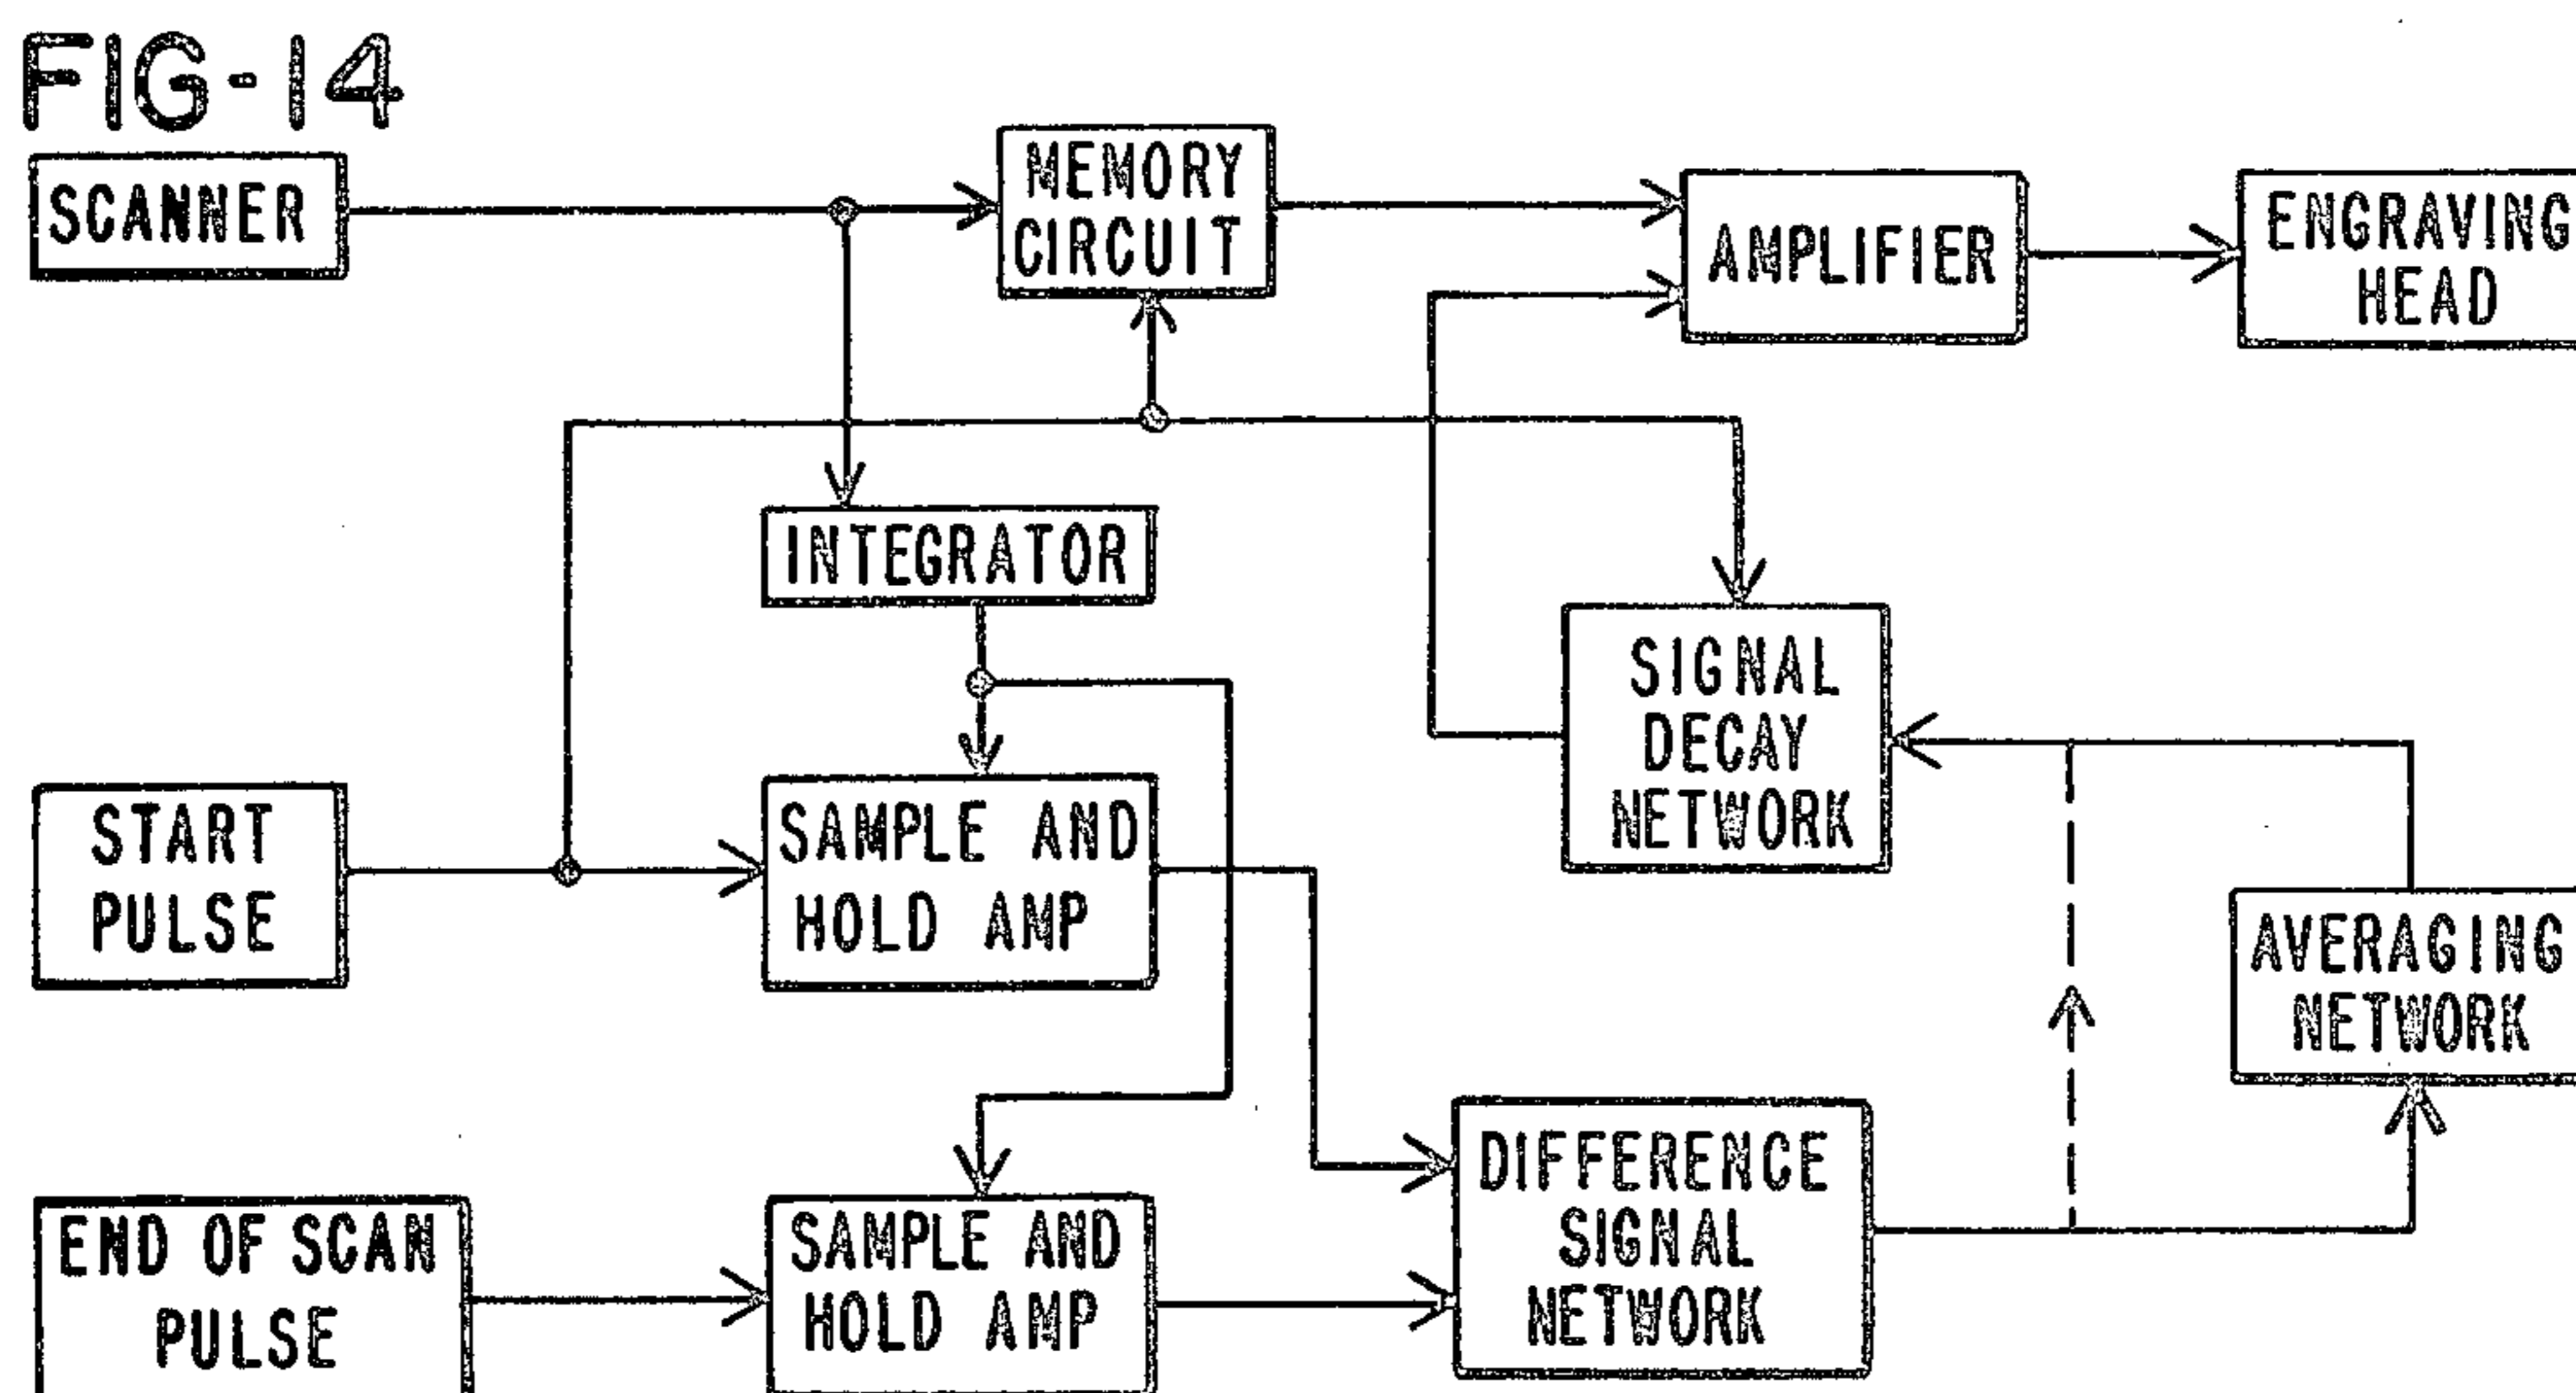 FIG-14
SCANNER
MEMORY
CIRCUIT
AMPLIFIER
ENGRAVING
HEAD
INTEGRATOR
SIGNAL
DECAY
NETWORK
START
PULSE
SAMPLE AND
HOLD AMP
AVERAGING
NETWORK
END OF SCAN
PULSE
SAMPLE AND
HOLD AMP
DIFFERENCE
SIGNAL
NETWORK